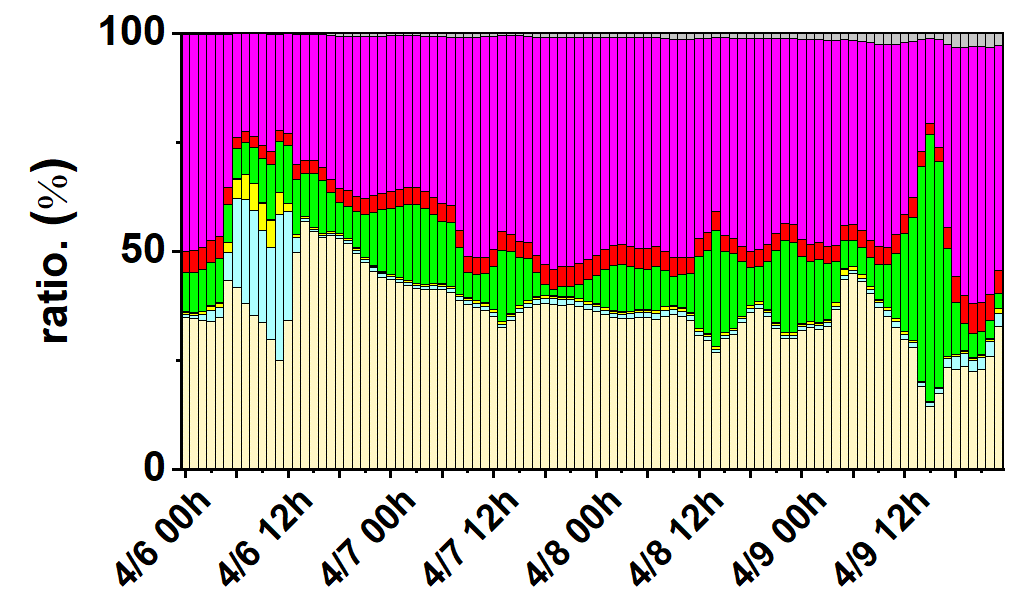 100
50
0
ratio. (%)
4/6 00h
4/6 12h
4/7 00h
4/7 12h
4/8 00h
4/8 12h
4/9 00h
4/9 12h